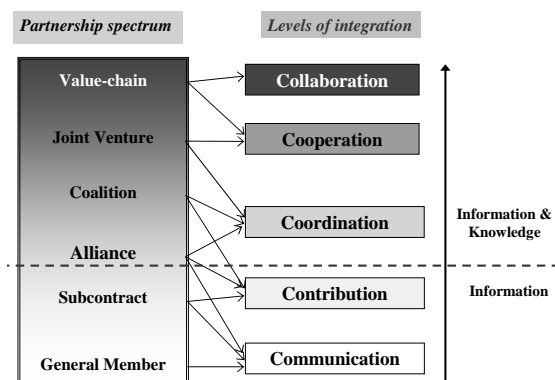 Partnership spectrum
Levels of integration
Value-chain
Collaboration
Joint Venture
Cooperation
Coalition
Coordination
Information &
Knowledge
Alliance
Subcontract
Contribution
Information
General Member
Communication